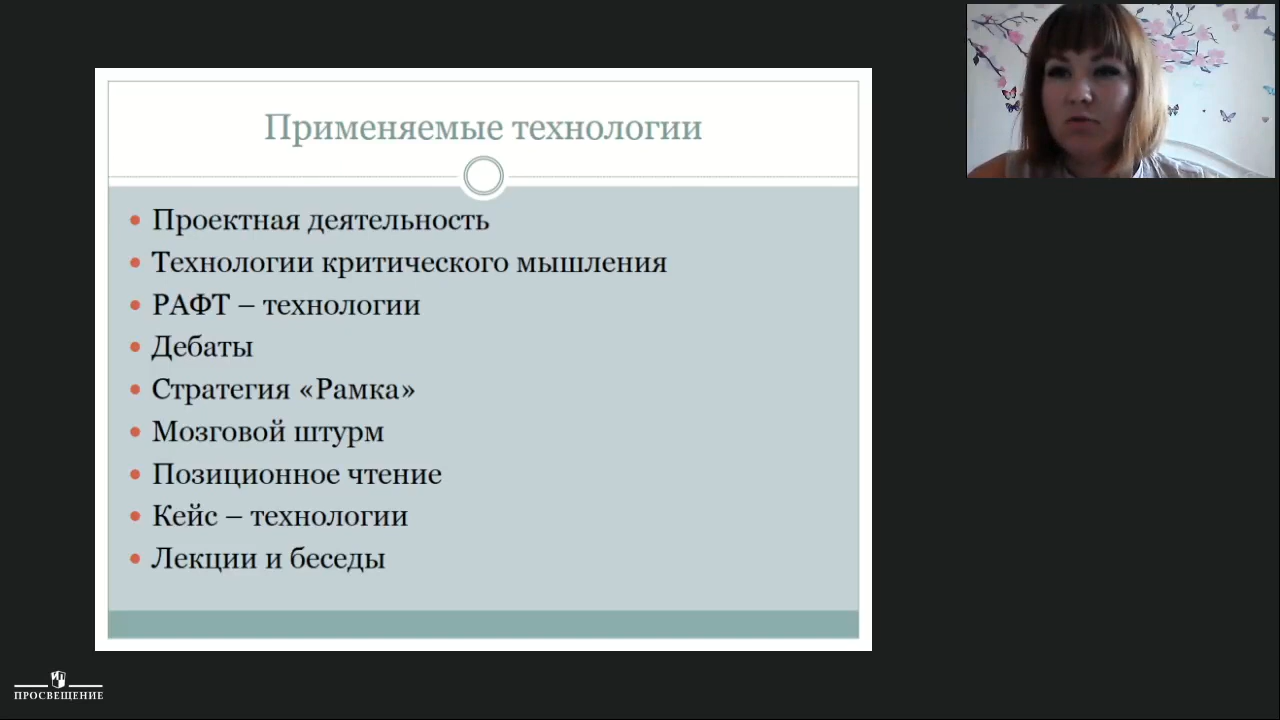 Применяемые технологии
Проектная деятельность
Технологии критического мышления
РАФТ – технологии
Дебаты
Стратегия «Рамка»
Мозговой штурм
Позиционное чтение
Кейс – технологии
Лекции и беседы
ПРОСВЕЩЕНИЕ